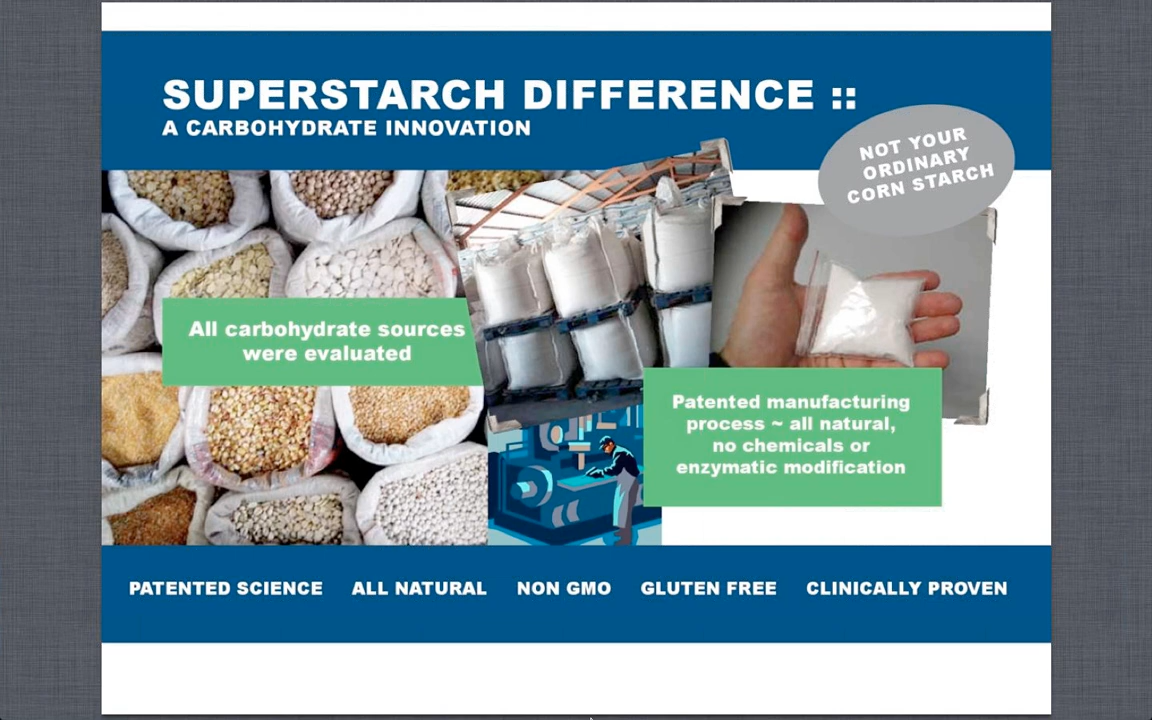 SUPERSTARCH DIFFERENCE ::
A CARBOHYDRATE INNOVATION
NOT YOUR
ORDINARY
CORN STARCH
All carbohydrate sources
were evaluated
Patented manufacturing
process ~ all natural,
no chemicals or
enzymatic modification
PATENTED SCIENCE ALL NATURAL NON GMO GLUTEN FREE CLINICALLY PROVEN